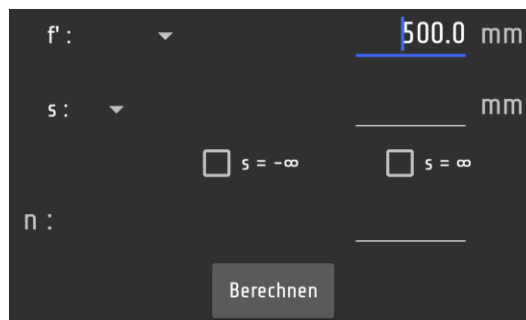 f' : 500.0 mm
s : mm
s = -∞ s = ∞
n :
Berechnen